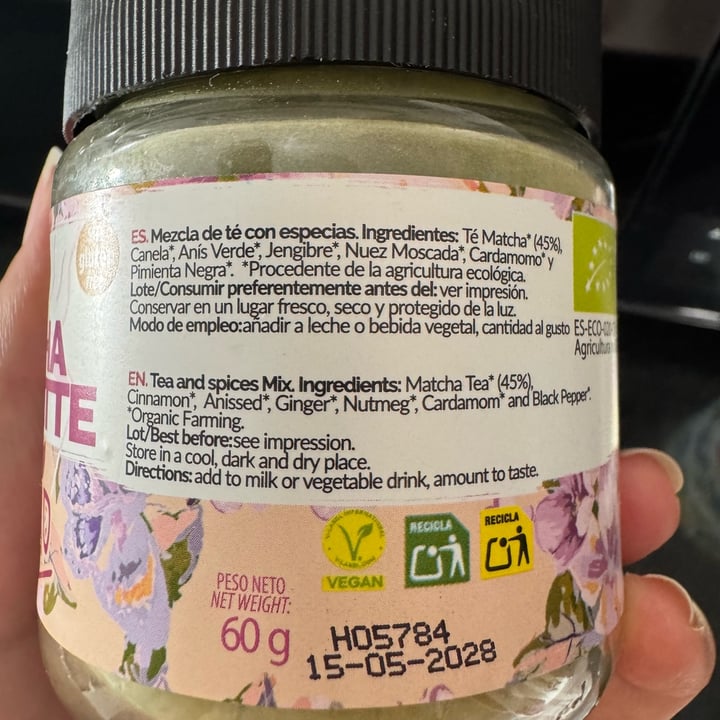 ES. Mezcla de té con especias. Ingredientes: Té Matcha* (45%),
Canela*, Anís Verde*, Jengibre*, Nuez Moscada*, Cardamomo* y
Pimienta Negra*. *Procedente de la agricultura ecológica.
Lote/Consumir preferentemente antes del: ver impresión.
Conservar en un lugar fresco, seco y protegido de la luz.
Modo de empleo:añadir a leche o bebida vegetal, cantidad al gusto
EN. Tea and spices Mix. Ingredients: Matcha Tea* (45%),
Cinnamon*, Anissed*, Ginger*, Nutmeg*, Cardamom* and Black Pepper*.
*Organic Farming.
Lot/Best before:see impression.
Store in a cool, dark and dry place.
Directions: add to milk or vegetable drink, amount to taste.
ES-ECO-
VEGAN
RECICLA
RECICLA
PESO NETO
NET WEIGHT:
60 g
H05784
15-05-2028